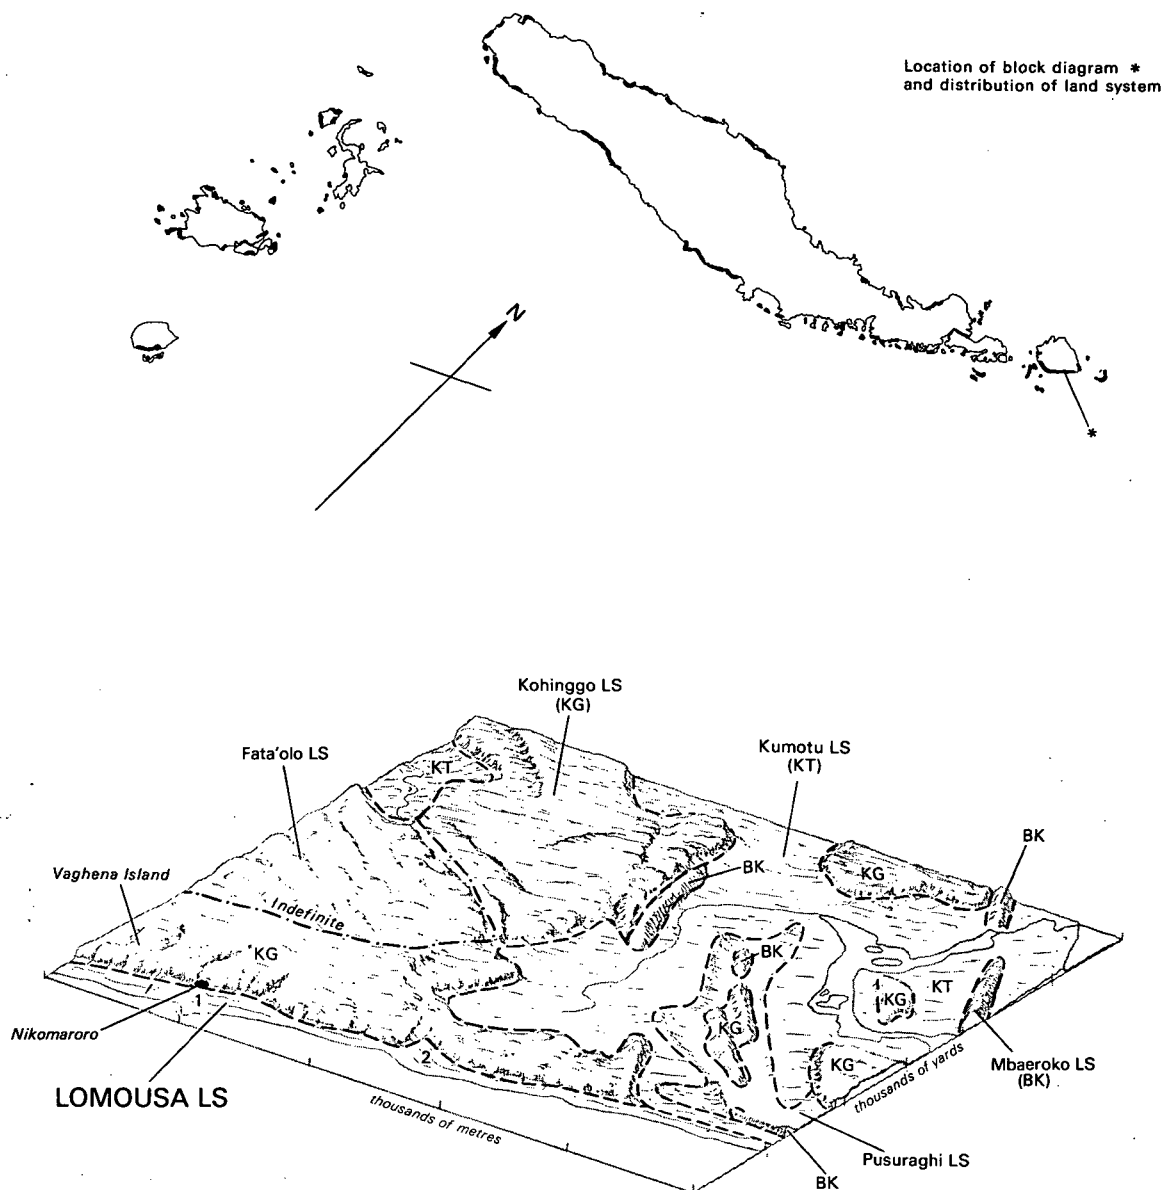 Location of block diagram *
and distribution of land system
N
*
Kohinggo LS
(KG)
Fata'olo LS
KT
Kumotu LS
(KT)
BK
Vaghena Island
BK
KG
Indefinite
KG
BK
KG
KT
1
Nikomaroro
KG
2
KG
Mbaeroko LS
(BK)
LOMOUSA LS
thousands of metres
thousands of yards
Pusuraghi LS
BK